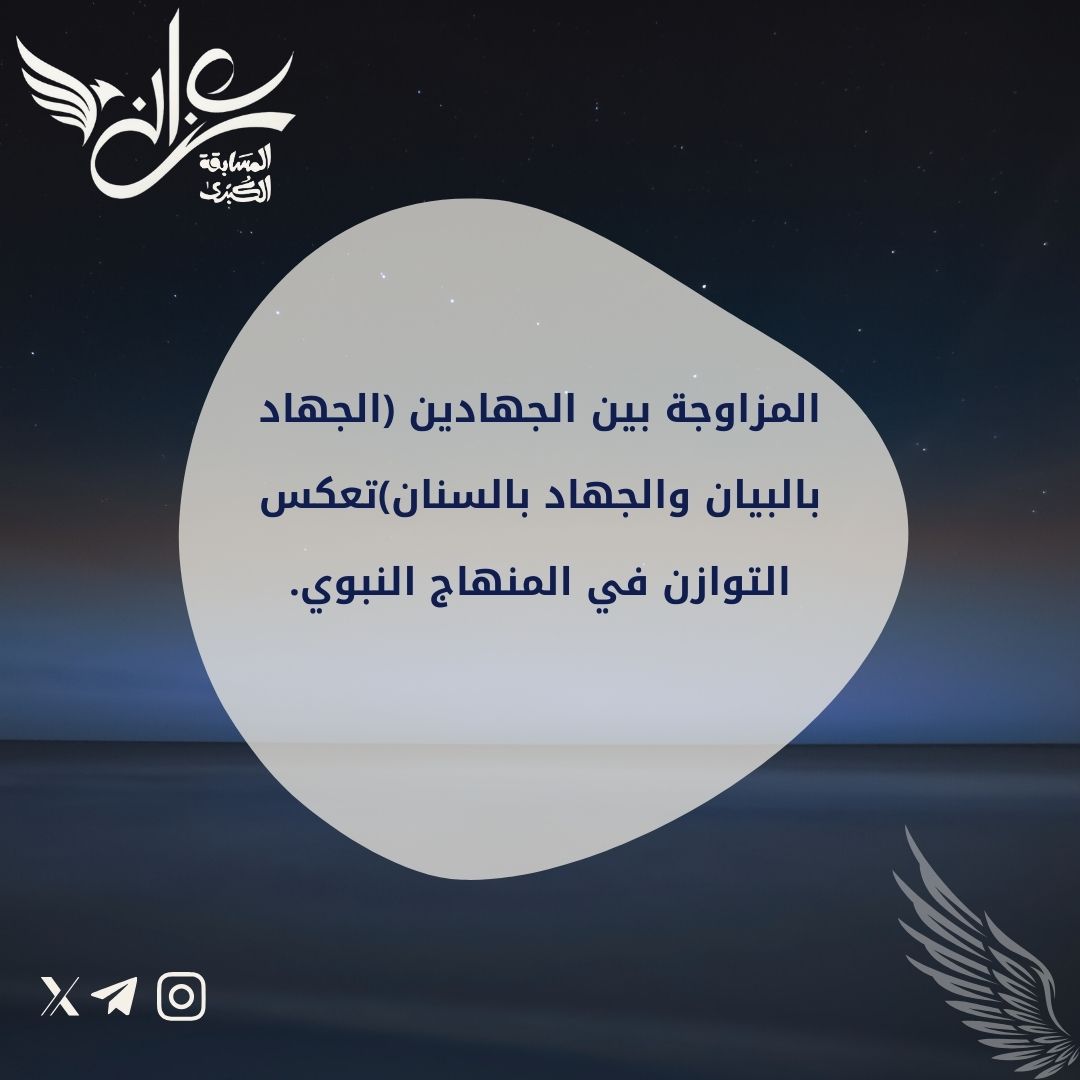 المسابقة
الكبرى
المزاوجة بين الجهادين (الجهاد
بالبيان والجهاد بالسنان)تعكس
التوازن في المنهاج النبوي.